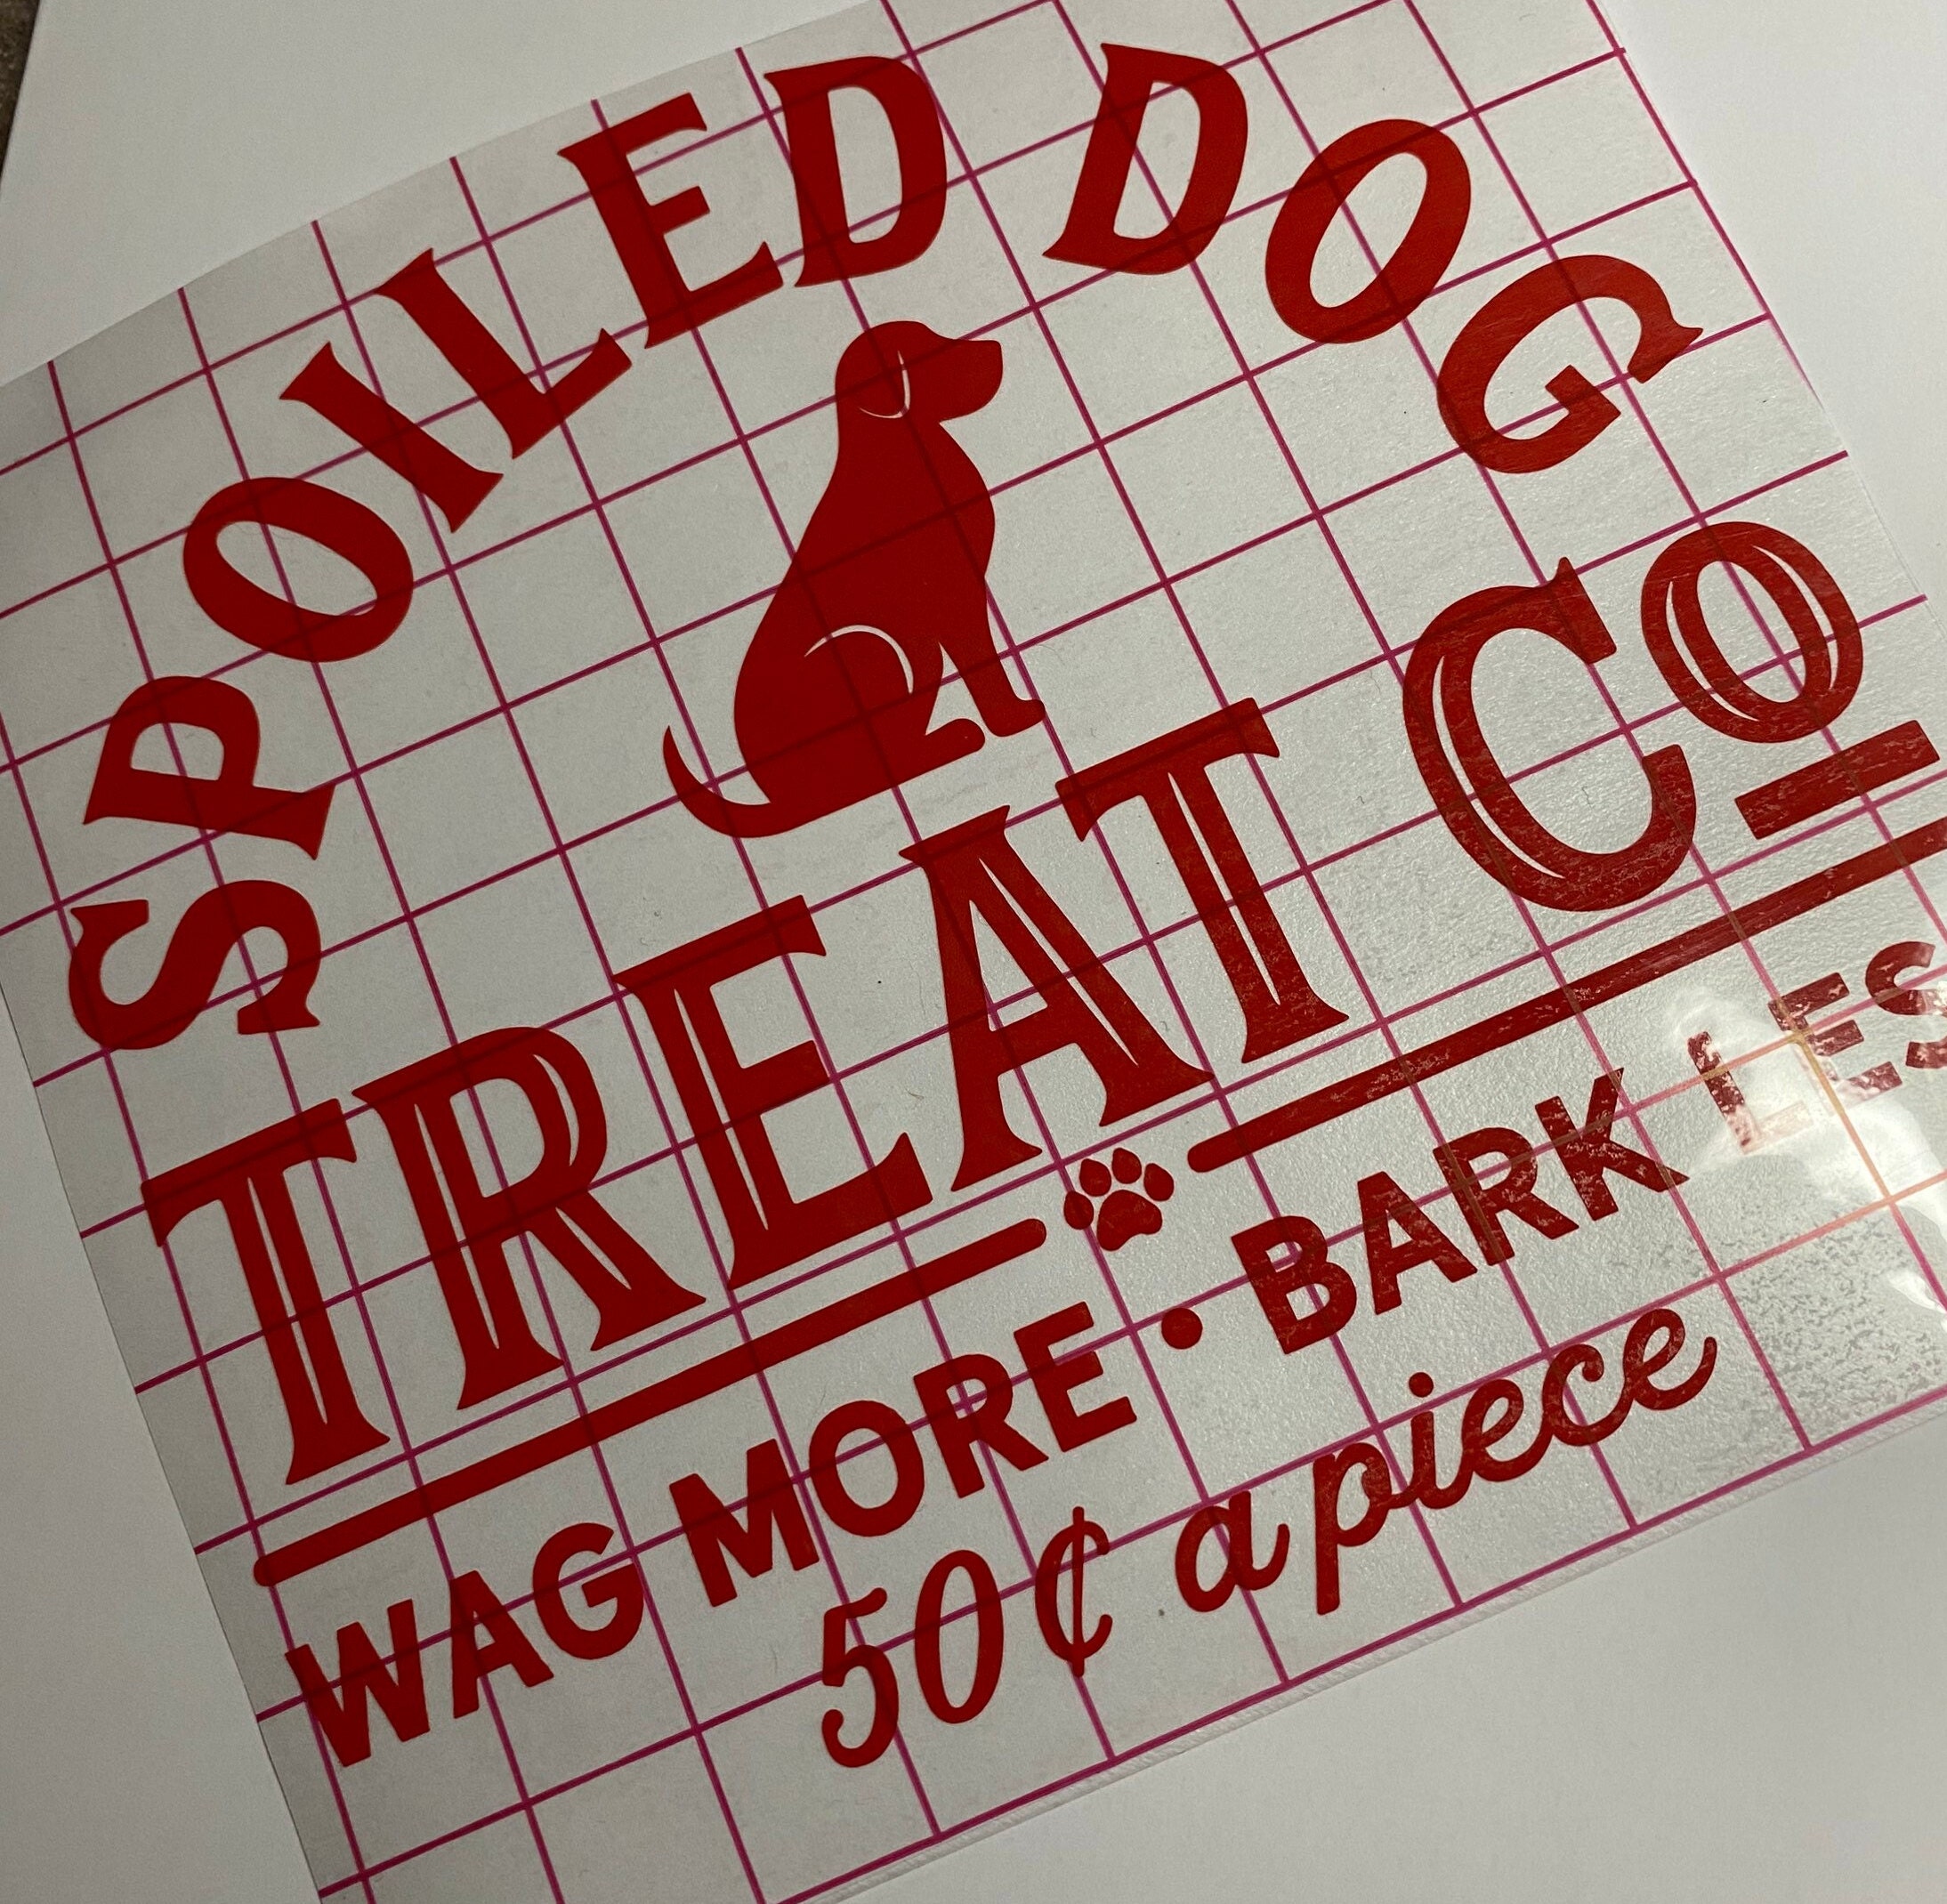 SPOILED DOG
TREAT Co
WAG MORE • BARK LES
50¢ a piece